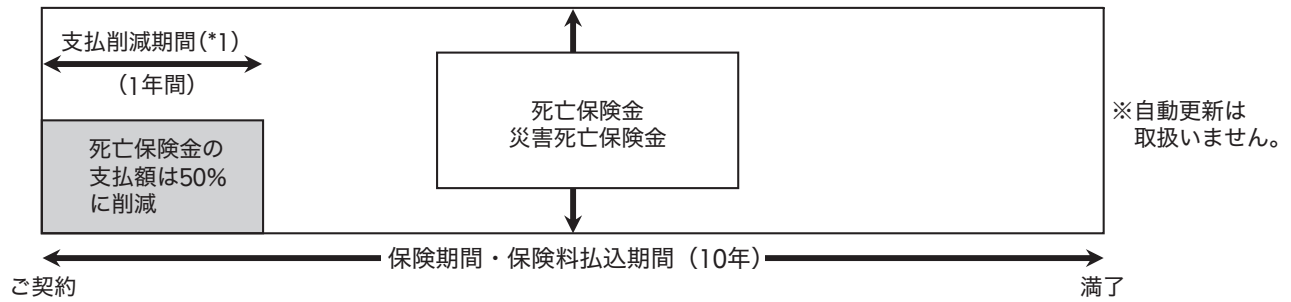 支払削減期間(*1)
(1年間)
死亡保険金の
支払額は50%
に削減
死亡保険金
災害死亡保険金
※自動更新は
取扱いません。
保険期間・保険料払込期間（10年）
ご契約
満了